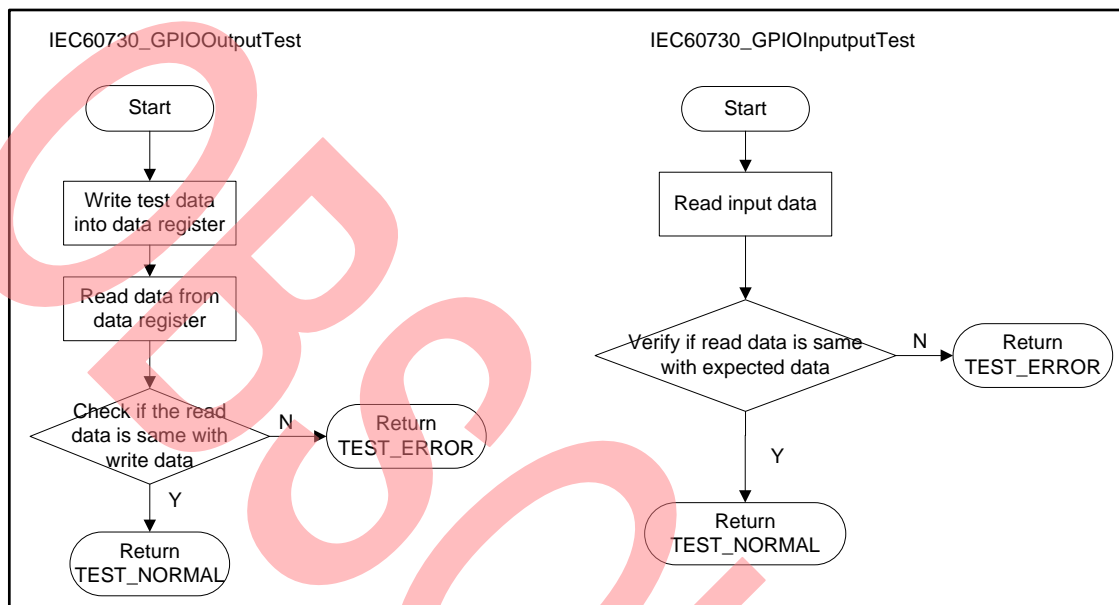 IEC60730_GPIOOutputTest
Start
Write test data
into data register
Read data from
data register
Check if the read
data is same with
write data
N
Return
TEST_ERROR
Y
Return
TEST_NORMAL
IEC60730_GPIOInputputTest
Start
Read input data
Verify if read data is same
with expected data
N
Return
TEST_ERROR
Y
Return
TEST_NORMAL